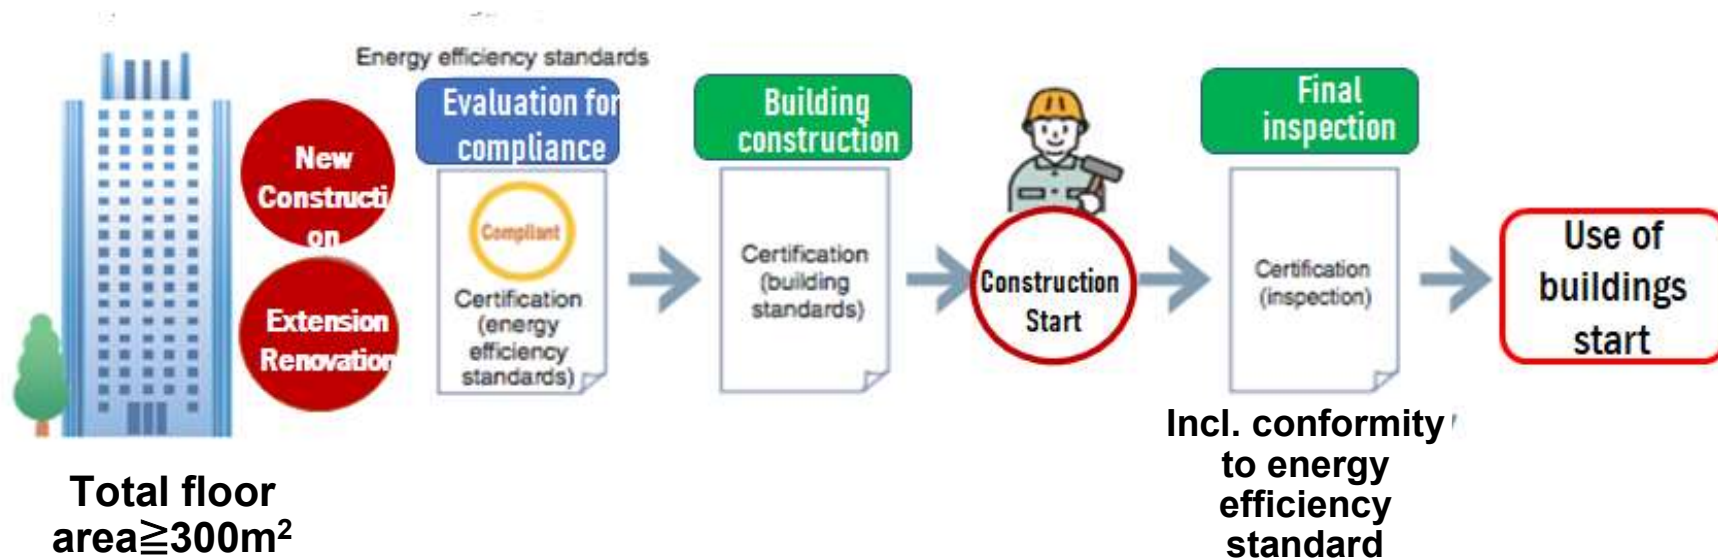 Energy efficiency standards
Evaluation for
compliance
Building
construction
Final
inspection
New
Constructi
on
Extension
Renovation
Compliant
Certification
(energy
efficiency
standards)
Certification
(building
standards)
Construction
Start
Certification
(inspection)
Use of
buildings
start
Incl. conformity
to energy
efficiency
standard
Total floor
area≧300m²